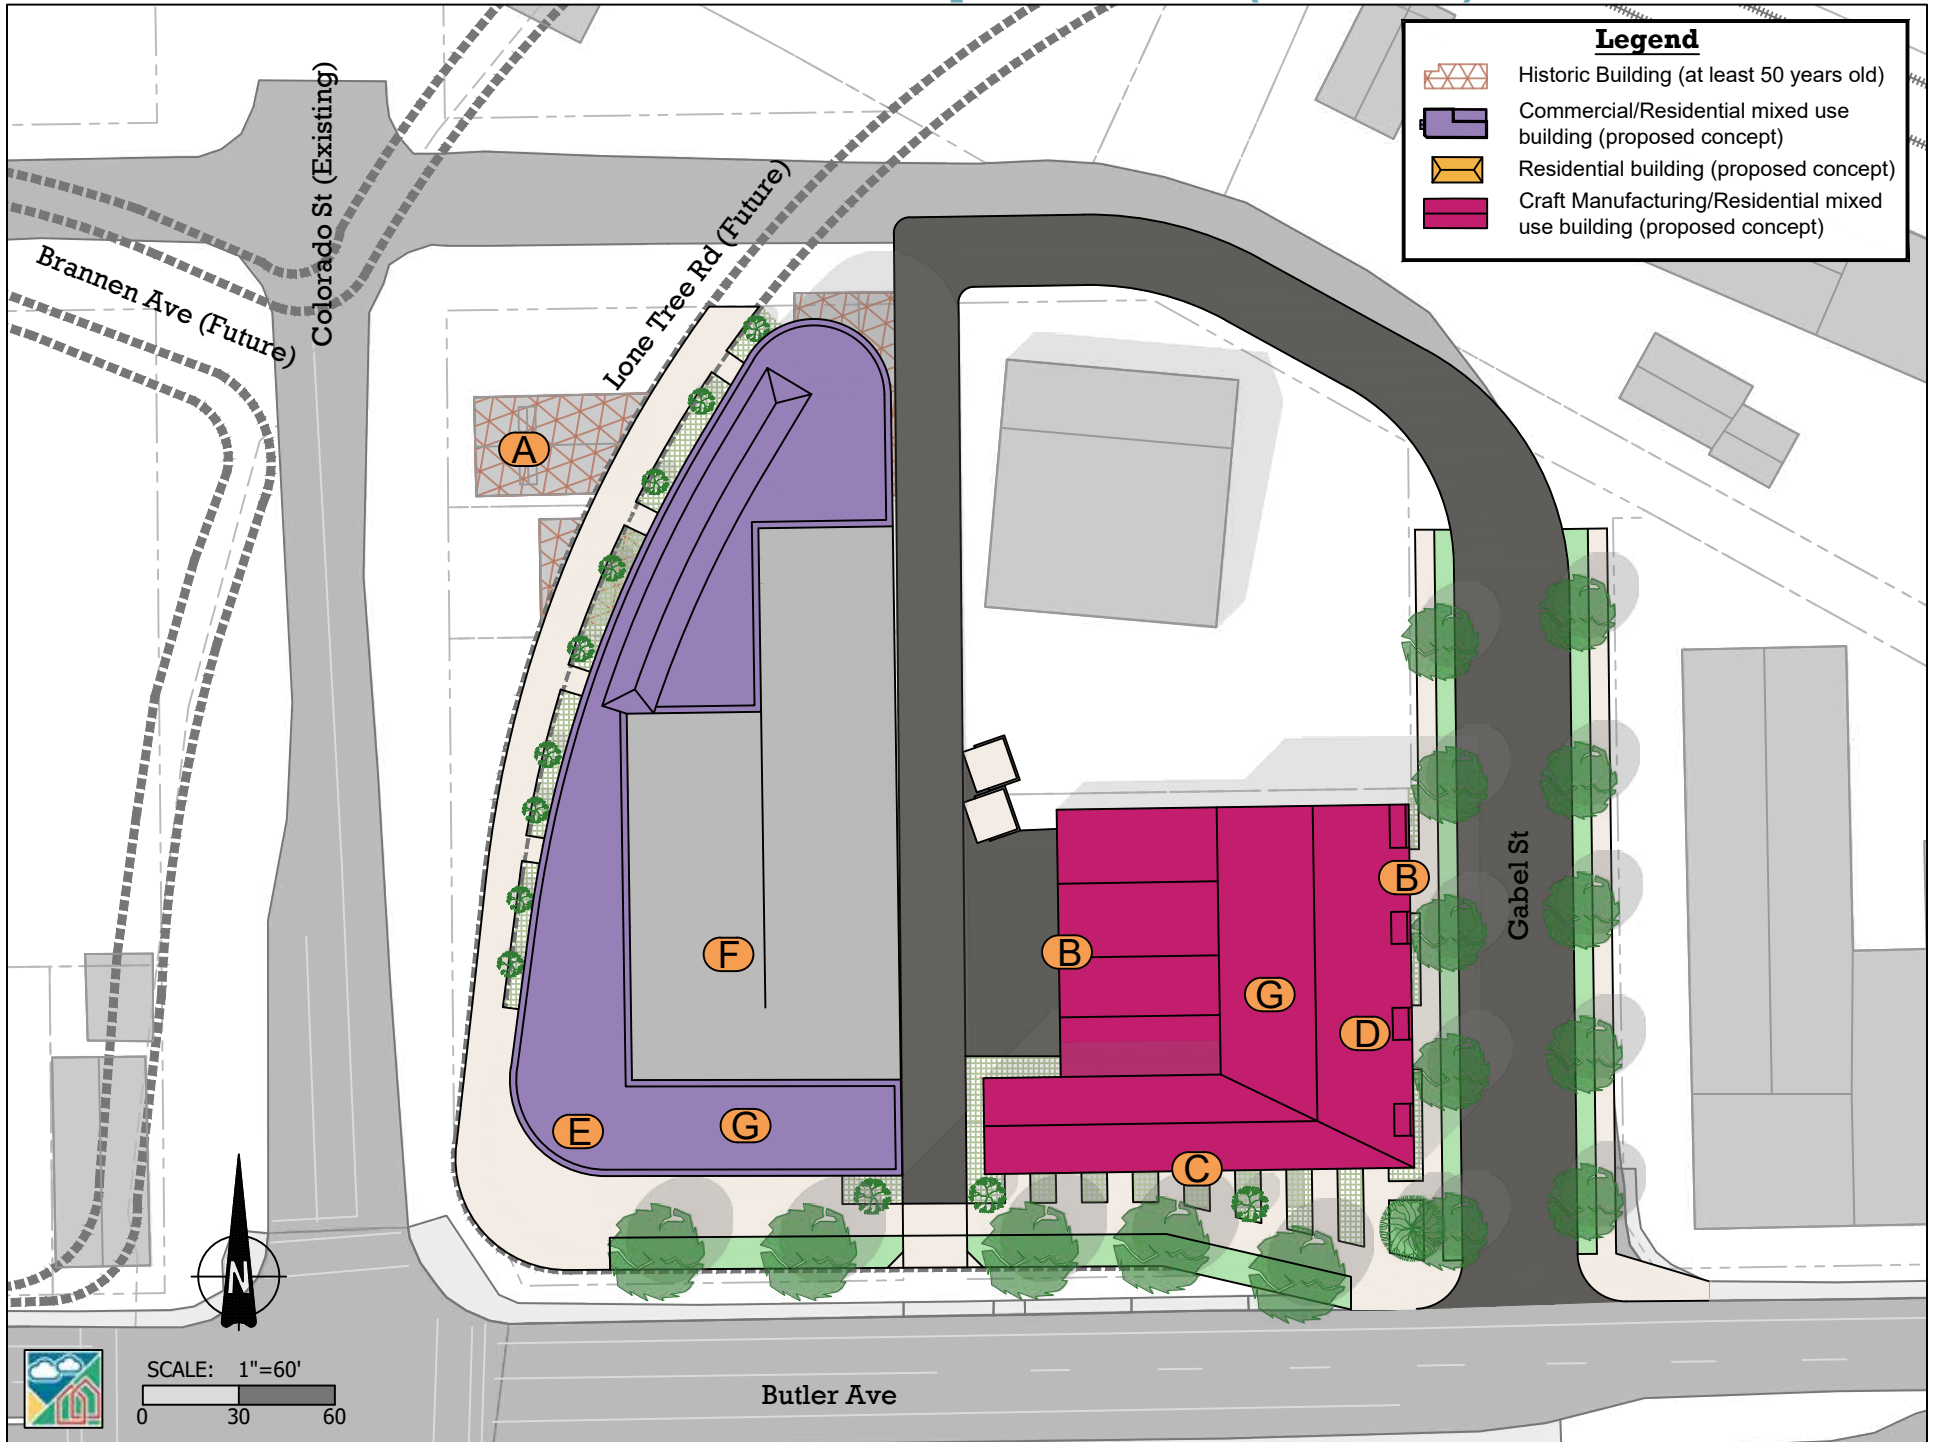 Legend
Historic Building (at least 50 years old)
Commercial/Residential mixed use
building (proposed concept)
Residential building (proposed concept)
Craft Manufacturing/Residential mixed
use building (proposed concept)
Colorado St (Existing)
Lone Tree Rd (Future)
Brannen Ave (Future)
A
B
Gabel St
B
F
G
D
E
G
C
N
SCALE: 1"=60'
0 30 60
Butler Ave